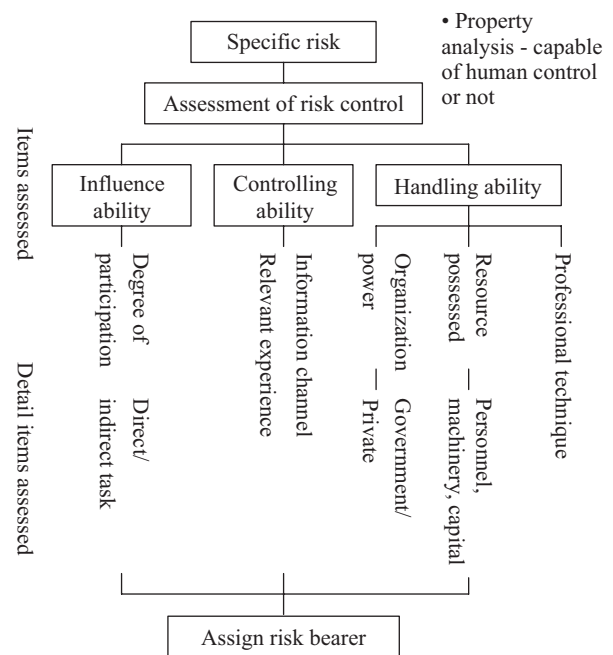 Specific risk
• Property
analysis - capable
of human control
or not
Assessment of risk control
Items assessed
Influence
ability
Controlling
ability
Handling ability
Degree of
participation
Information channel
Relevant experience
Organization
power
Resource
possessed
Professional technique
Detail items assessed
Direct/
indirect task
Government/
Private
Personnel,
machinery, capital
Assign risk bearer